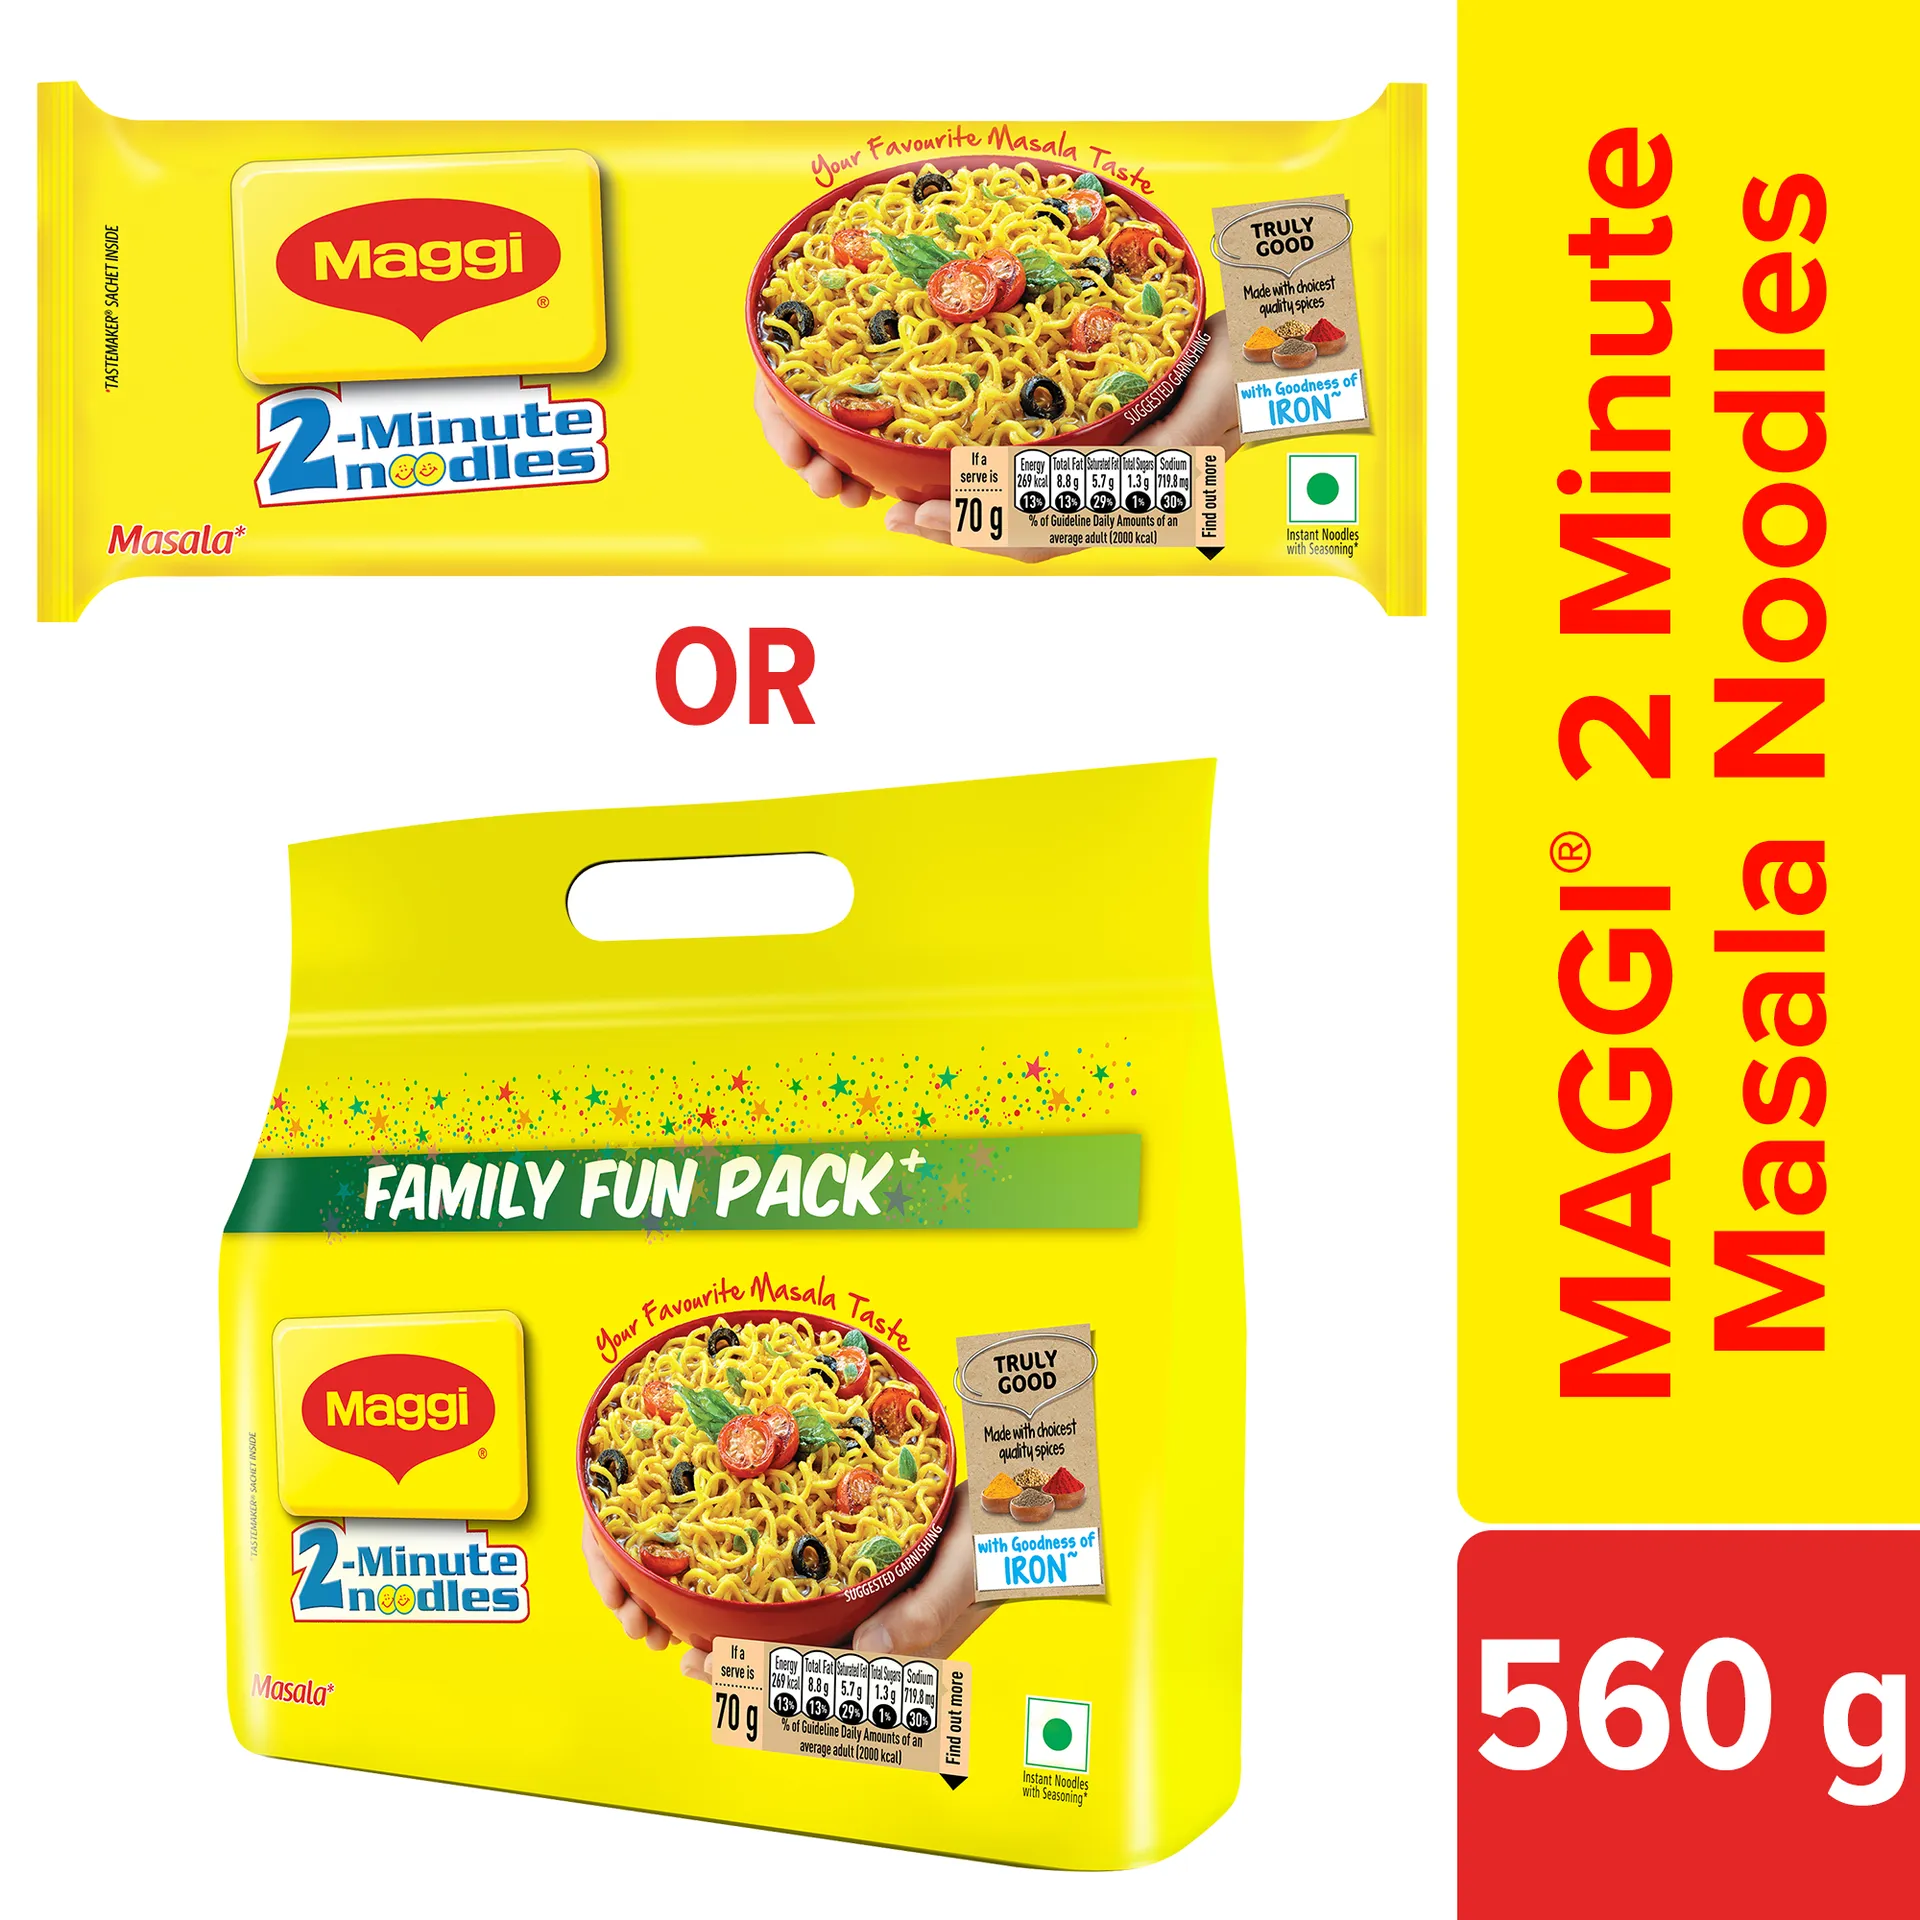 Your Favourite Masala Taste
*TASTEMAKER® SACHET INSIDE
Maggi
®
2-Minute
noodles
Masala*
TRULY
GOOD
Made with choicest
quality spices
with Goodness of
IRON~
SUGGESTED GARNISHING
If a
serve is
70 g
Energy Total Fat Saturated Fat Total Sugars Sodium
269 kcal 8.8 g 5.7 g 1.3 g 719.8 mg
13% 13% 29% 1% 30%
% of Guideline Daily Amounts of an
average adult (2000 kcal)
Find out more
Instant Noodles
with Seasoning*
OR
FAMILY FUN PACK+
Your Favourite Masala Taste
*TASTEMAKER® SACHET INSIDE
Maggi
®
2-Minute
noodles
Masala*
TRULY
GOOD
Made with choicest
quality spices
with Goodness of
IRON~
SUGGESTED GARNISHING
If a
serve is
70 g
Energy Total Fat Saturated Fat Total Sugars Sodium
269 kcal 8.8 g 5.7 g 1.3 g 719.8 mg
13% 13% 29% 1% 30%
% of Guideline Daily Amounts of an
average adult (2000 kcal)
Find out more
Instant Noodles
with Seasoning*
MAGGI® 2 Minute
Masala Noodles
560 g